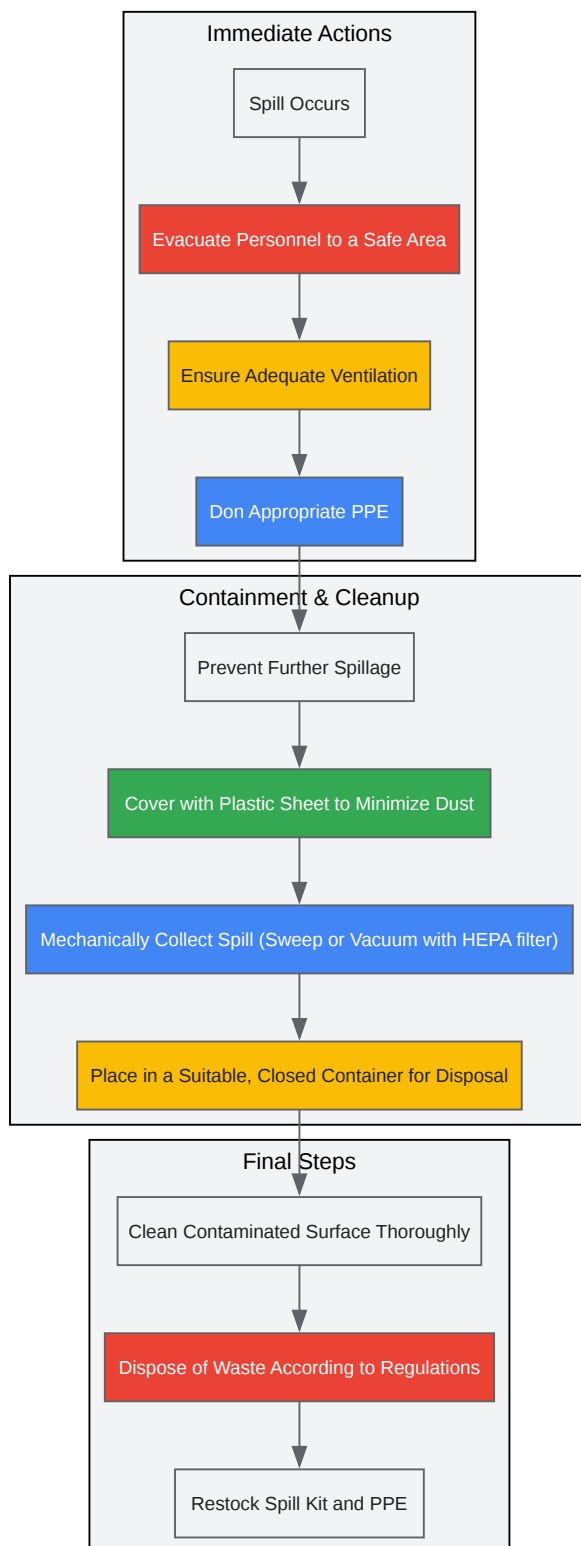 Immediate Actions
Spill Occurs
Evacuate Personnel to a Safe Area
Ensure Adequate Ventilation
Don Appropriate PPE
Containment & Cleanup
Prevent Further Spillage
Cover with Plastic Sheet to Minimize Dust
Mechanically Collect Spill (Sweep or Vacuum with HEPA filter)
Place in a Suitable, Closed Container for Disposal
Final Steps
Clean Contaminated Surface Thoroughly
Dispose of Waste According to Regulations
Restock Spill Kit and PPE